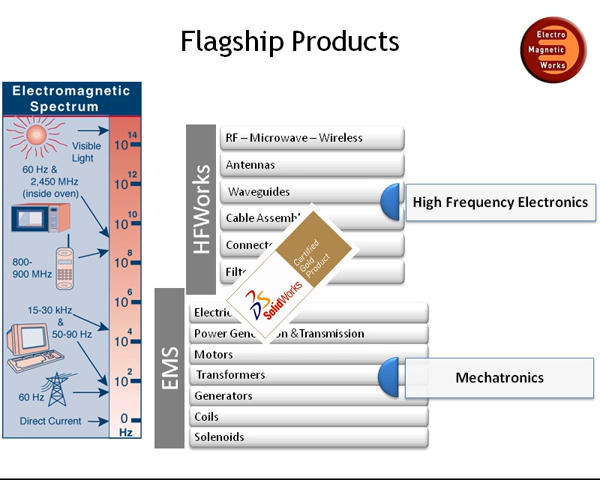 Flagship Products
Electro
Magnetic
Works
Electromagnetic
Spectrum
Visible
Light
60 Hz &
2,450 MHz
(inside oven)
800-
900 MHz
15-30 kHz
&
50-90 Hz
60 Hz
Direct Current
10 14
10 12
10 10
10 8
10 6
10 4
10 2
0
Hz
HFWorks
RF – Microwave – Wireless
Antennas
Waveguides
Cable
High Frequency Electronics
Certified
Gold
Product
SolidWorks
EMS
Power &Transmission
Motors
Transformers
Generators
Coils
Solenoids
Mechatronics